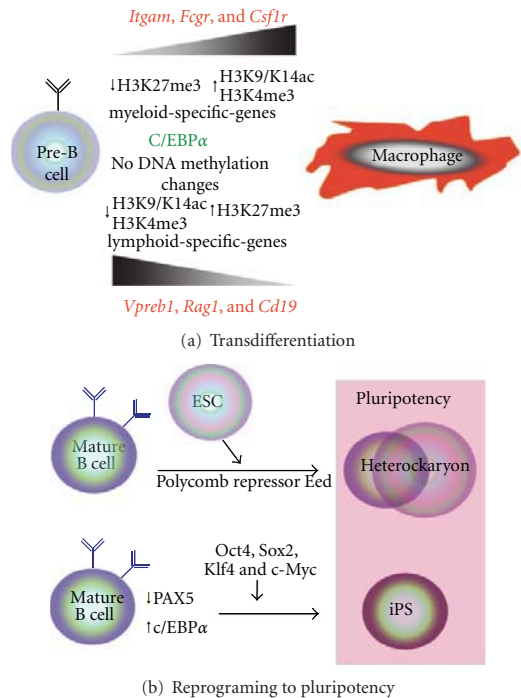 Itgam, Fcgr, and Csf1r
↓H3K27me3 ↑H3K9/K14ac
H3K4me3
myeloid-specific-genes
C/EBPα
Pre-B
cell
No DNA methylation
changes
Macrophage
↓H3K9/K14ac ↑H3K27me3
H3K4me3
lymphoid-specific-genes
Vpreb1, Rag1, and Cd19
(a) Transdifferentiation
ESC
Pluripotency
Mature
B cell
Polycomb repressor Eed
Heterockaryon
Oct4, Sox2,
Klf4 and c-Myc
Mature
B cell
↓PAX5
↑c/EBPα
iPS
(b) Reprograming to pluripotency